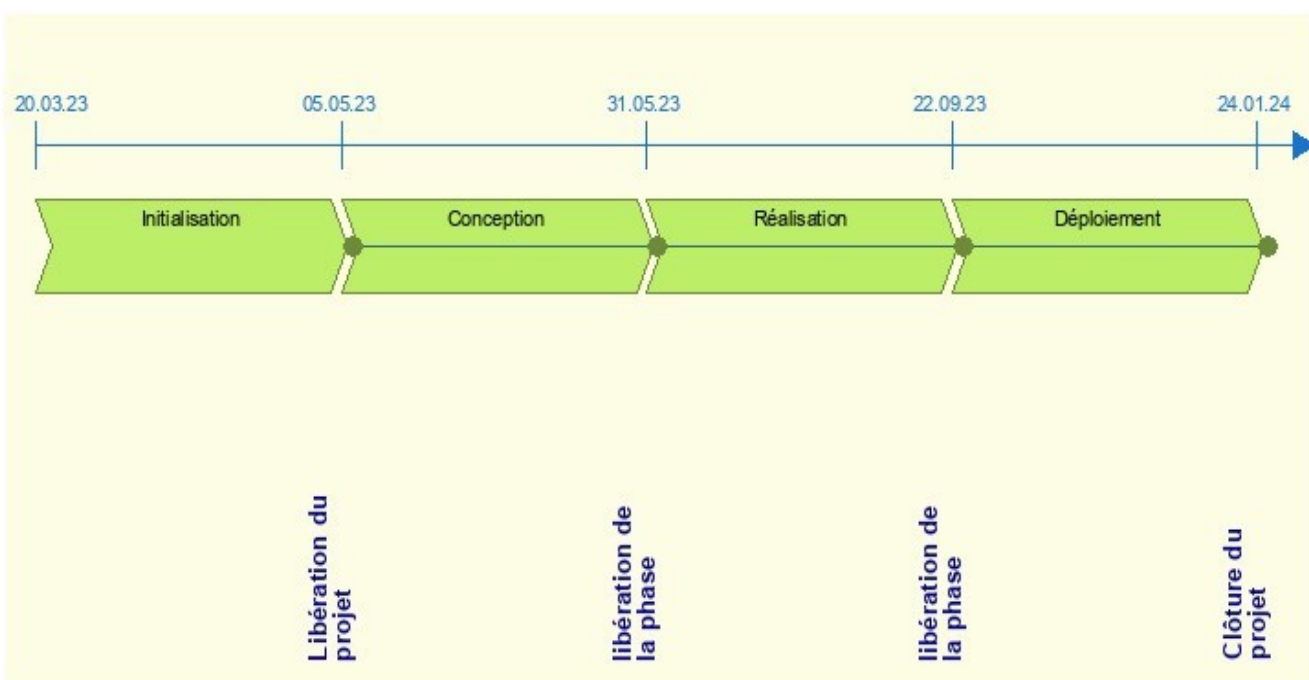 20.03.23
05.05.23
31.05.23
22.09.23
24.01.24
Initialisation
Conception
Réalisation
Déploiement
Libération du
projet
libération de
la phase
libération de
la phase
Clôture du
projet